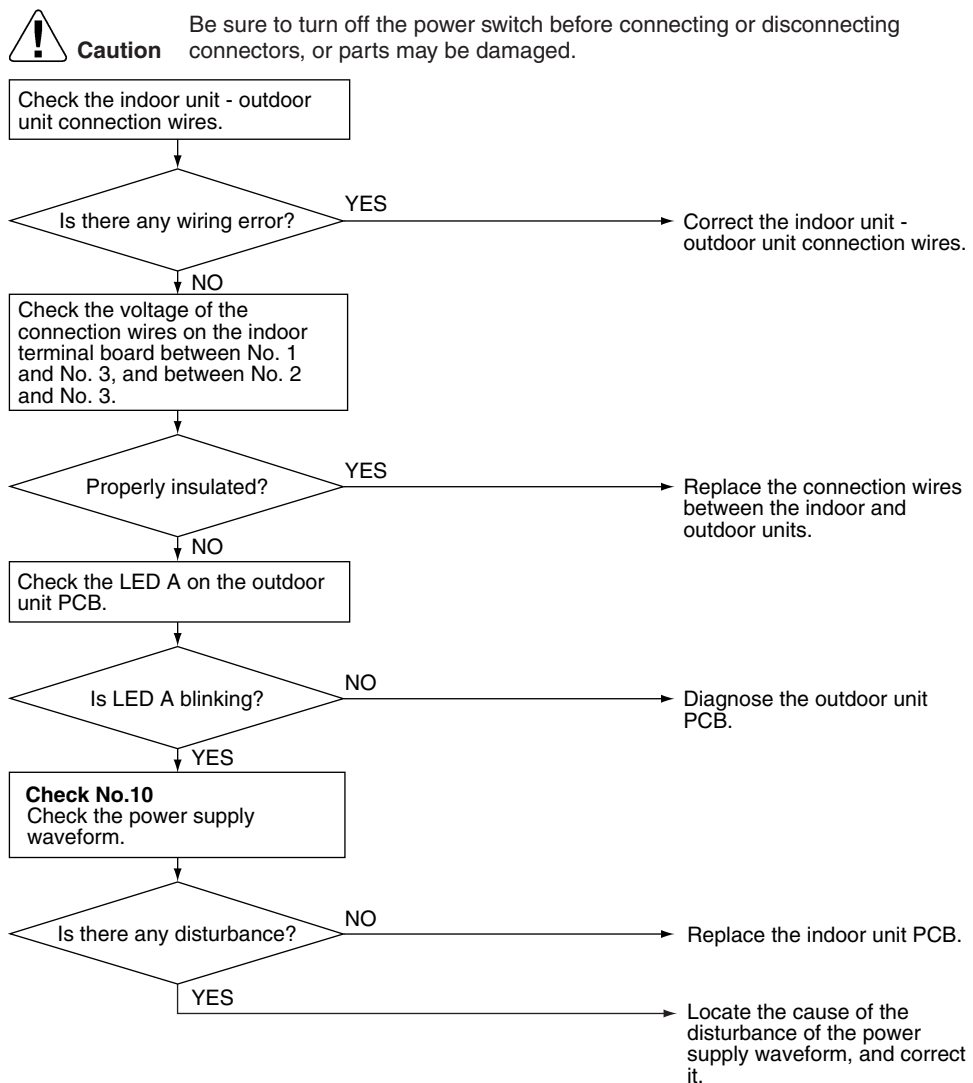 Be sure to turn off the power switch before connecting or disconnecting
Caution connectors, or parts may be damaged.
Check the indoor unit - outdoor
unit connection wires.
Is there any wiring error?
YES
Correct the indoor unit -
outdoor unit connection wires.
NO
Check the voltage of the
connection wires on the indoor
terminal board between No. 1
and No. 3, and between No. 2
and No. 3.
Properly insulated?
YES
Replace the connection wires
between the indoor and
outdoor units.
NO
Check the LED A on the outdoor
unit PCB.
Is LED A blinking?
NO
Diagnose the outdoor unit
PCB.
YES
Check No.10
Check the power supply
waveform.
Is there any disturbance?
NO
Replace the indoor unit PCB.
YES
Locate the cause of the
disturbance of the power
supply waveform, and correct
it.